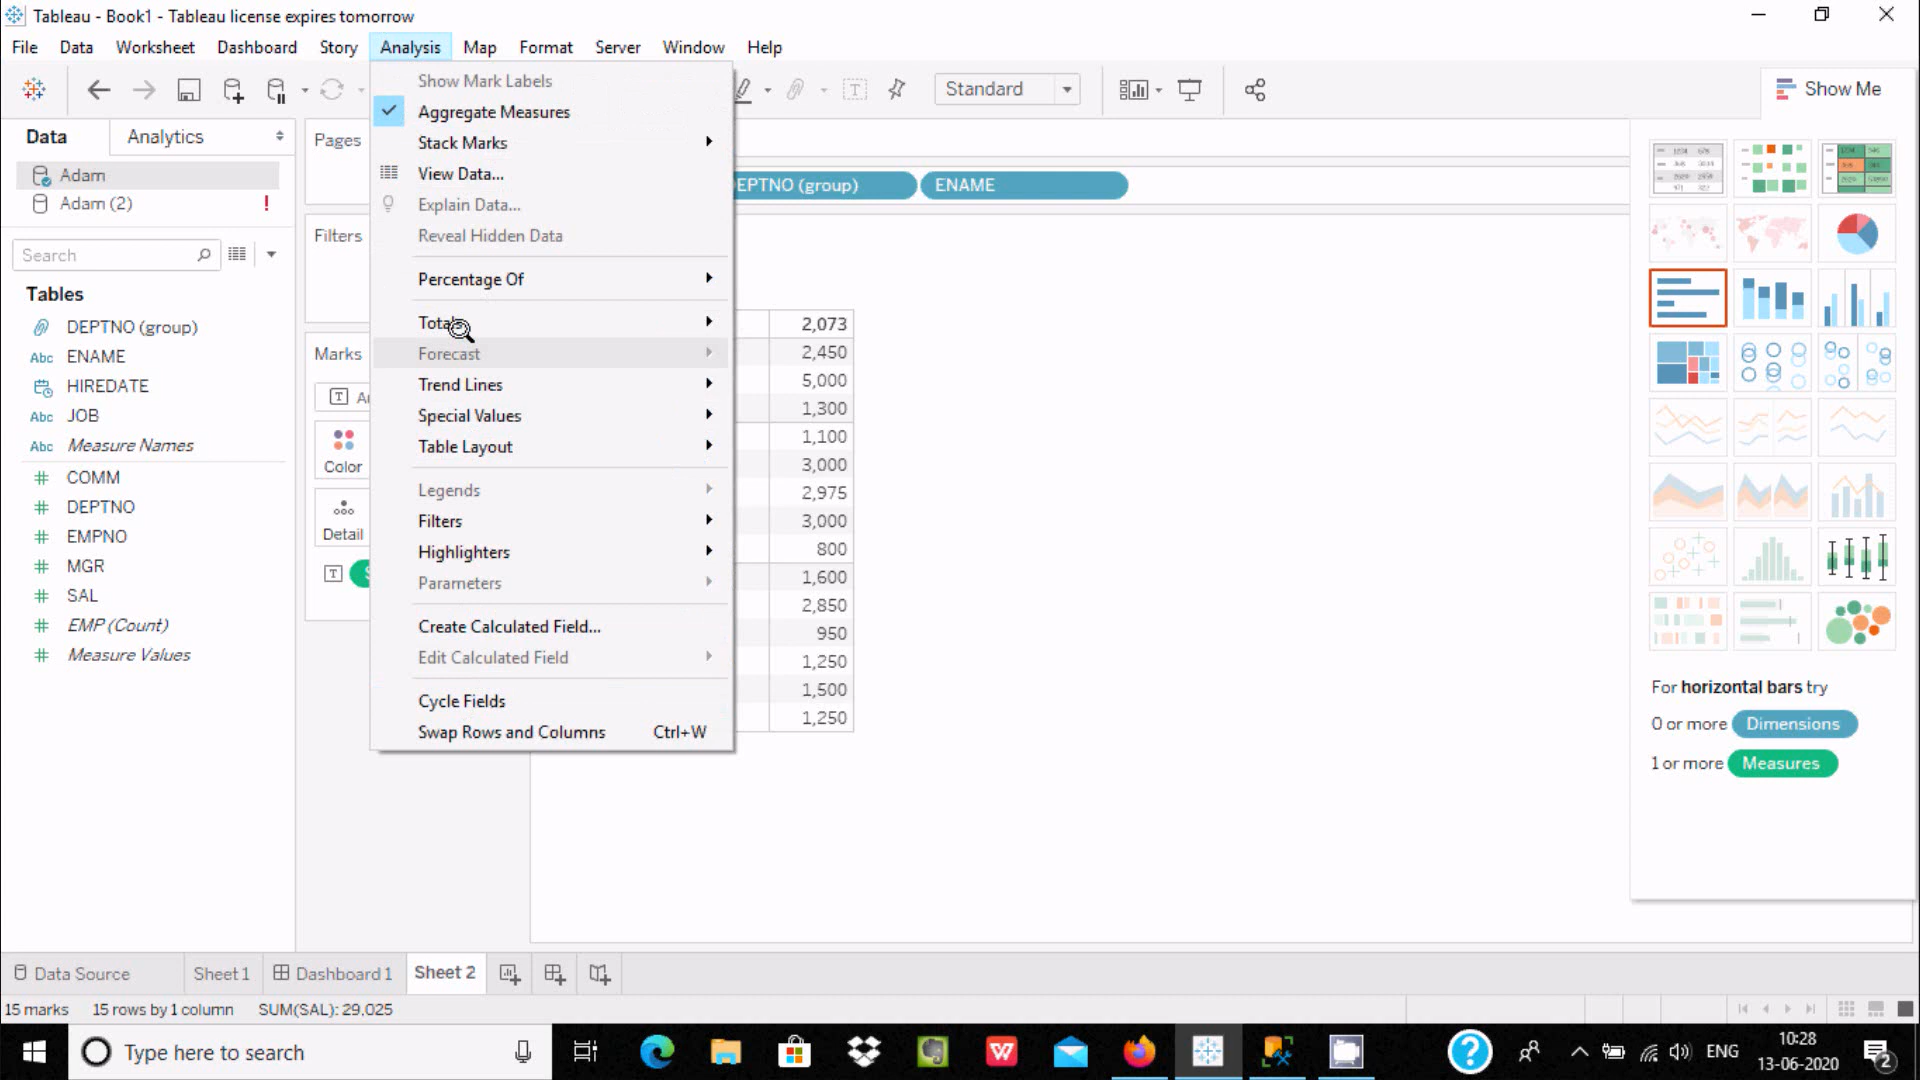 Tableau - Book1 - Tableau license expires tomorrow
File Data Worksheet Dashboard Story Analysis Map Format Server Window Help
Standard
Show Me
Data
Analytics
Adam
Adam (2) !
Search
Tables
DEPTNO (group)
Abc ENAME
HIREDATE
Abc JOB
Abc Measure Names
# COMM
# DEPTNO
# EMPNO
# MGR
# SAL
# EMP (Count)
# Measure Values
Pages
Filters
Marks
Color
Detail
Show Mark Labels
Aggregate Measures
Stack Marks
View Data...
Explain Data...
Reveal Hidden Data
Percentage Of
Forecast
Trend Lines
Special Values
Table Layout
Legends
Filters
Highlighters
Parameters
Create Calculated Field...
Edit Calculated Field
Cycle Fields
Swap Rows and Columns Ctrl+W
(group)
ENAME
2,073
2,450
5,000
1,300
1,100
3,000
2,975
3,000
800
1,600
2,850
950
1,250
1,500
1,250
For horizontal bars try
0 or more Dimensions
1 or more Measures
Data Source Sheet 1 Dashboard 1 Sheet 2
15 marks 15 rows by 1 column SUM(SAL): 29,025
Type here to search
ENG
10:28
13-06-2020
2